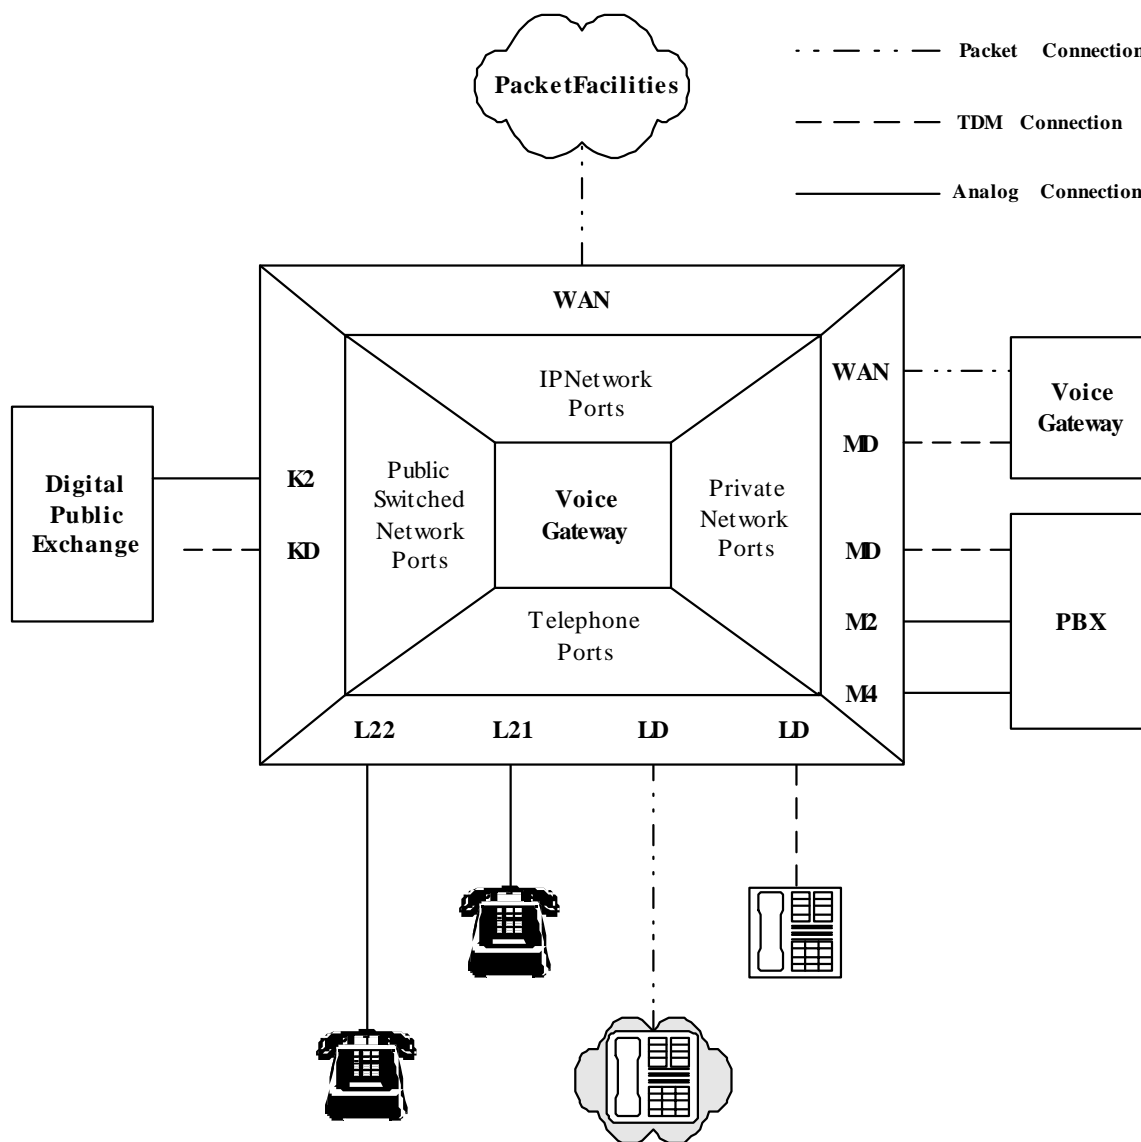 PacketFacilities
Packet Connection
TDM Connection
Analog Connection
WAN
IPNetwork
Ports
WAN
MD
Voice
Gateway
Digital
Public
Exchange
K2
KD
Public
Switched
Network
Ports
Voice
Gateway
Private
Network
Ports
MD
M2
M4
PBX
Telephone
Ports
L22
L21
LD
LD